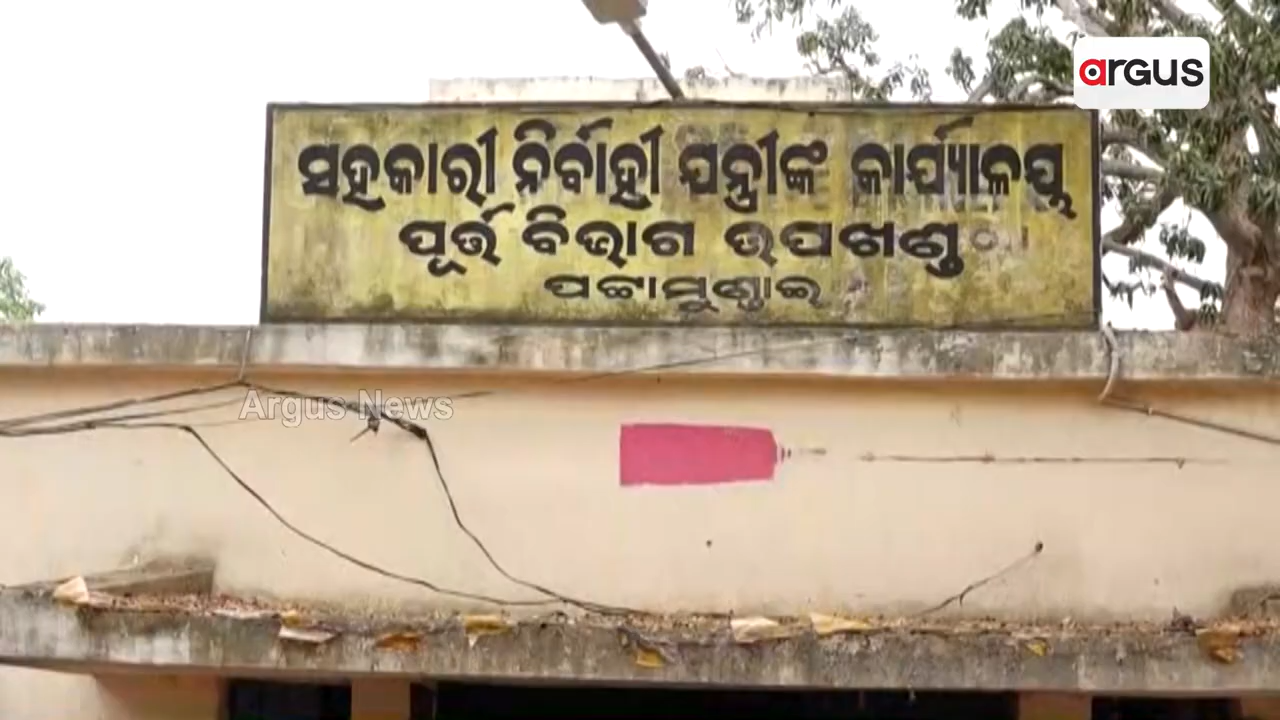 argus
ସହକାରୀ ନିର୍ବାହୀ ଯନ୍ତ୍ରୀଙ୍କ କାର୍ଯ୍ୟାଳୟ
ପୂର୍ତ୍ତ ବିଭାଗ ଉପଖଣ୍ଡ
ପଟ୍ଟାମୁଣ୍ଡାଇ
Argus News